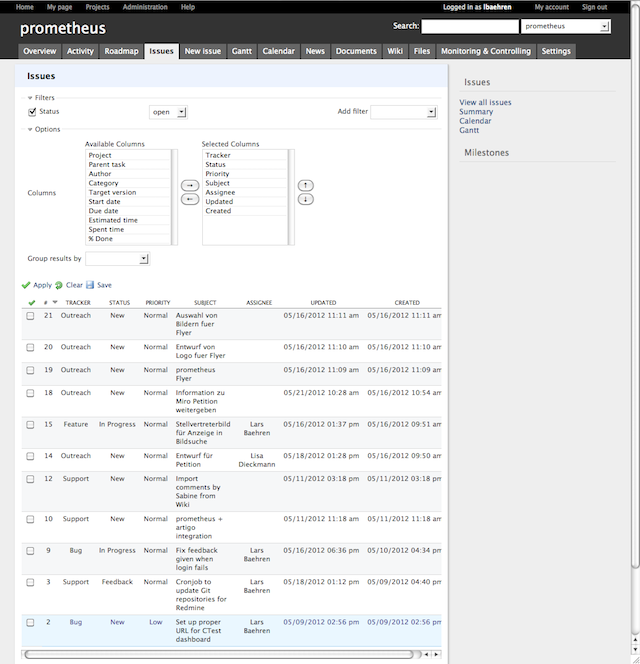 Home My page Projects Administration Help Logged in as lbaehren My account Sign out
prometheus Search: prometheus
Overview Activity Roadmap Issues New issue Gantt Calendar News Documents Wiki Files Monitoring & Controlling Settings
Issues
Filters
Status open Add filter
Options
Available Columns Selected Columns
Columns
Project
Parent task
Author
Category
Target version
Start date
Due date
Estimated time
Spent time
% Done
Tracker
Status
Priority
Subject
Assignee
Updated
Created
→
←
↑
↓
Group results by
Apply Clear Save
# TRACKER STATUS PRIORITY SUBJECT ASSIGNEE UPDATED CREATED
21 Outreach New Normal Auswahl von 05/16/2012 11:11 am 05/16/2012 11:11 am
Bildern fuer
Flyer
20 Outreach New Normal Entwurf von 05/16/2012 11:10 am 05/16/2012 11:10 am
Logo fuer Flyer
19 Outreach New Normal prometheus 05/16/2012 11:09 am 05/16/2012 11:09 am
Flyer
18 Outreach New Normal Information zu 05/21/2012 10:28 am 05/16/2012 10:54 am
Miro Petition
weitergeben
15 Feature In Progress Normal Stellvertreterbild Lars 05/16/2012 01:37 pm 05/16/2012 09:51 am
für Anzeige in Baehren
Bildsuche
14 Outreach New Normal Entwurf für Lisa 05/18/2012 01:28 pm 05/16/2012 09:50 am
Petition Dieckmann
12 Support New Normal Import 05/11/2012 03:18 pm 05/11/2012 03:18 pm
comments by
Sabine from
Wiki
10 Support New Normal prometheus + 05/11/2012 11:18 am 05/11/2012 11:18 am
artigo
integration
9 Bug In Progress Normal Fix feedback Lars 05/16/2012 06:36 pm 05/10/2012 04:34 pm
given when Baehren
login fails
3 Support Feedback Normal Cronjob to Lars 05/18/2012 01:12 pm 05/09/2012 04:40 pm
update Git Baehren
repositories for
Redmine
2 Bug New Low Set up proper Lars 05/09/2012 02:56 pm 05/09/2012 02:56 pm
URL for CTest Baehren
dashboard
Issues
View all issues
Summary
Calendar
Gantt
Milestones